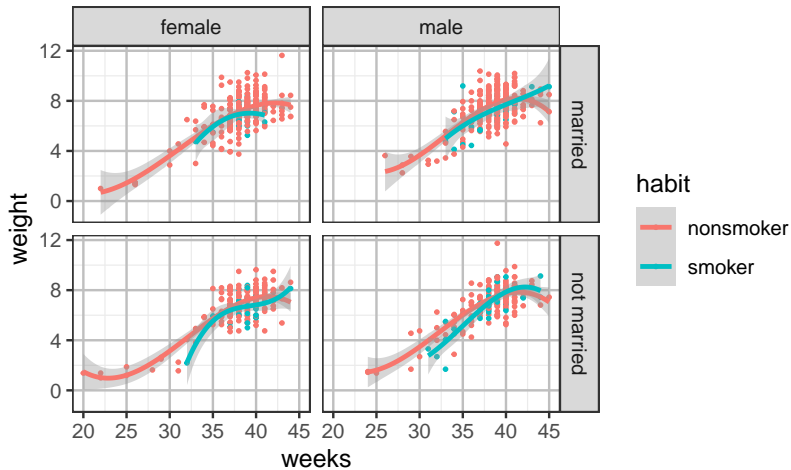 female male
12
8
4
0
married
12
8
4
0
not married
weight
20 25 30 35 40 45 20 25 30 35 40 45
weeks
habit
nonsmoker
smoker